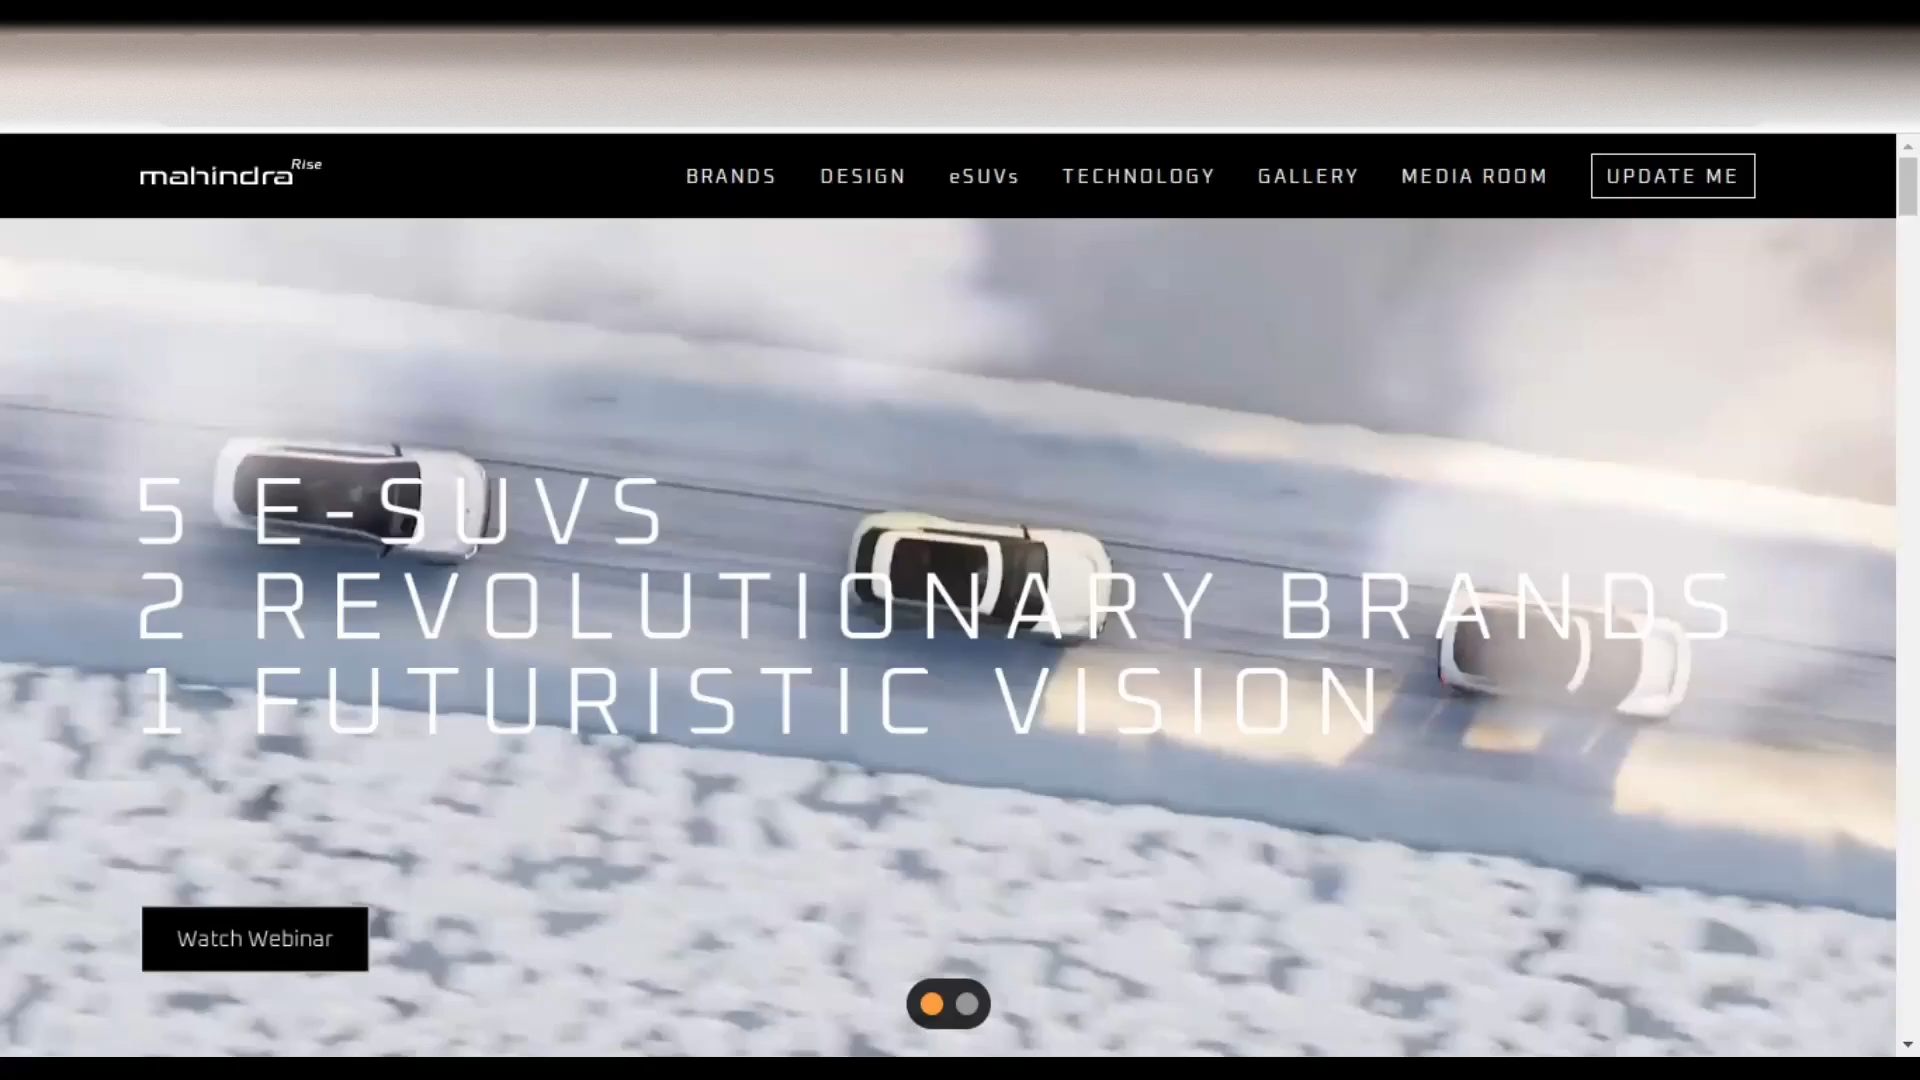 mahindra Rise
BRANDS DESIGN eSUVs TECHNOLOGY GALLERY MEDIA ROOM UPDATE ME
5 E-SUVS
2 REVOLUTIONARY BRANDS
1 FUTURISTIC VISION
Watch Webinar